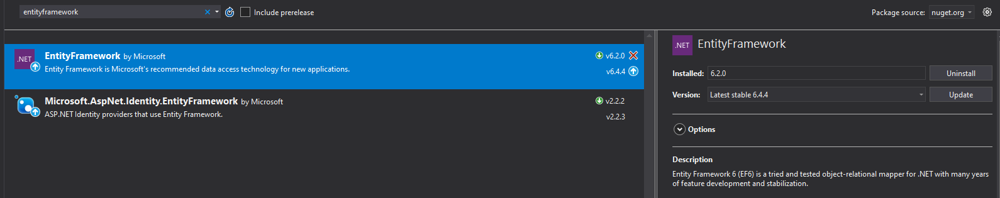 entityframework
Include prerelease
Package source: nuget.org
.NET
EntityFramework by Microsoft
v6.2.0
Entity Framework is Microsoft's recommended data access technology for new applications.
v6.4.4
Microsoft.AspNet.Identity.EntityFramework by Microsoft
v2.2.2
ASP.NET Identity providers that use Entity Framework.
v2.2.3
.NET
EntityFramework
Installed: 6.2.0 Uninstall
Version: Latest stable 6.4.4 Update
Options
Description
Entity Framework 6 (EF6) is a tried and tested object-relational mapper for .NET with many years
of feature development and stabilization.